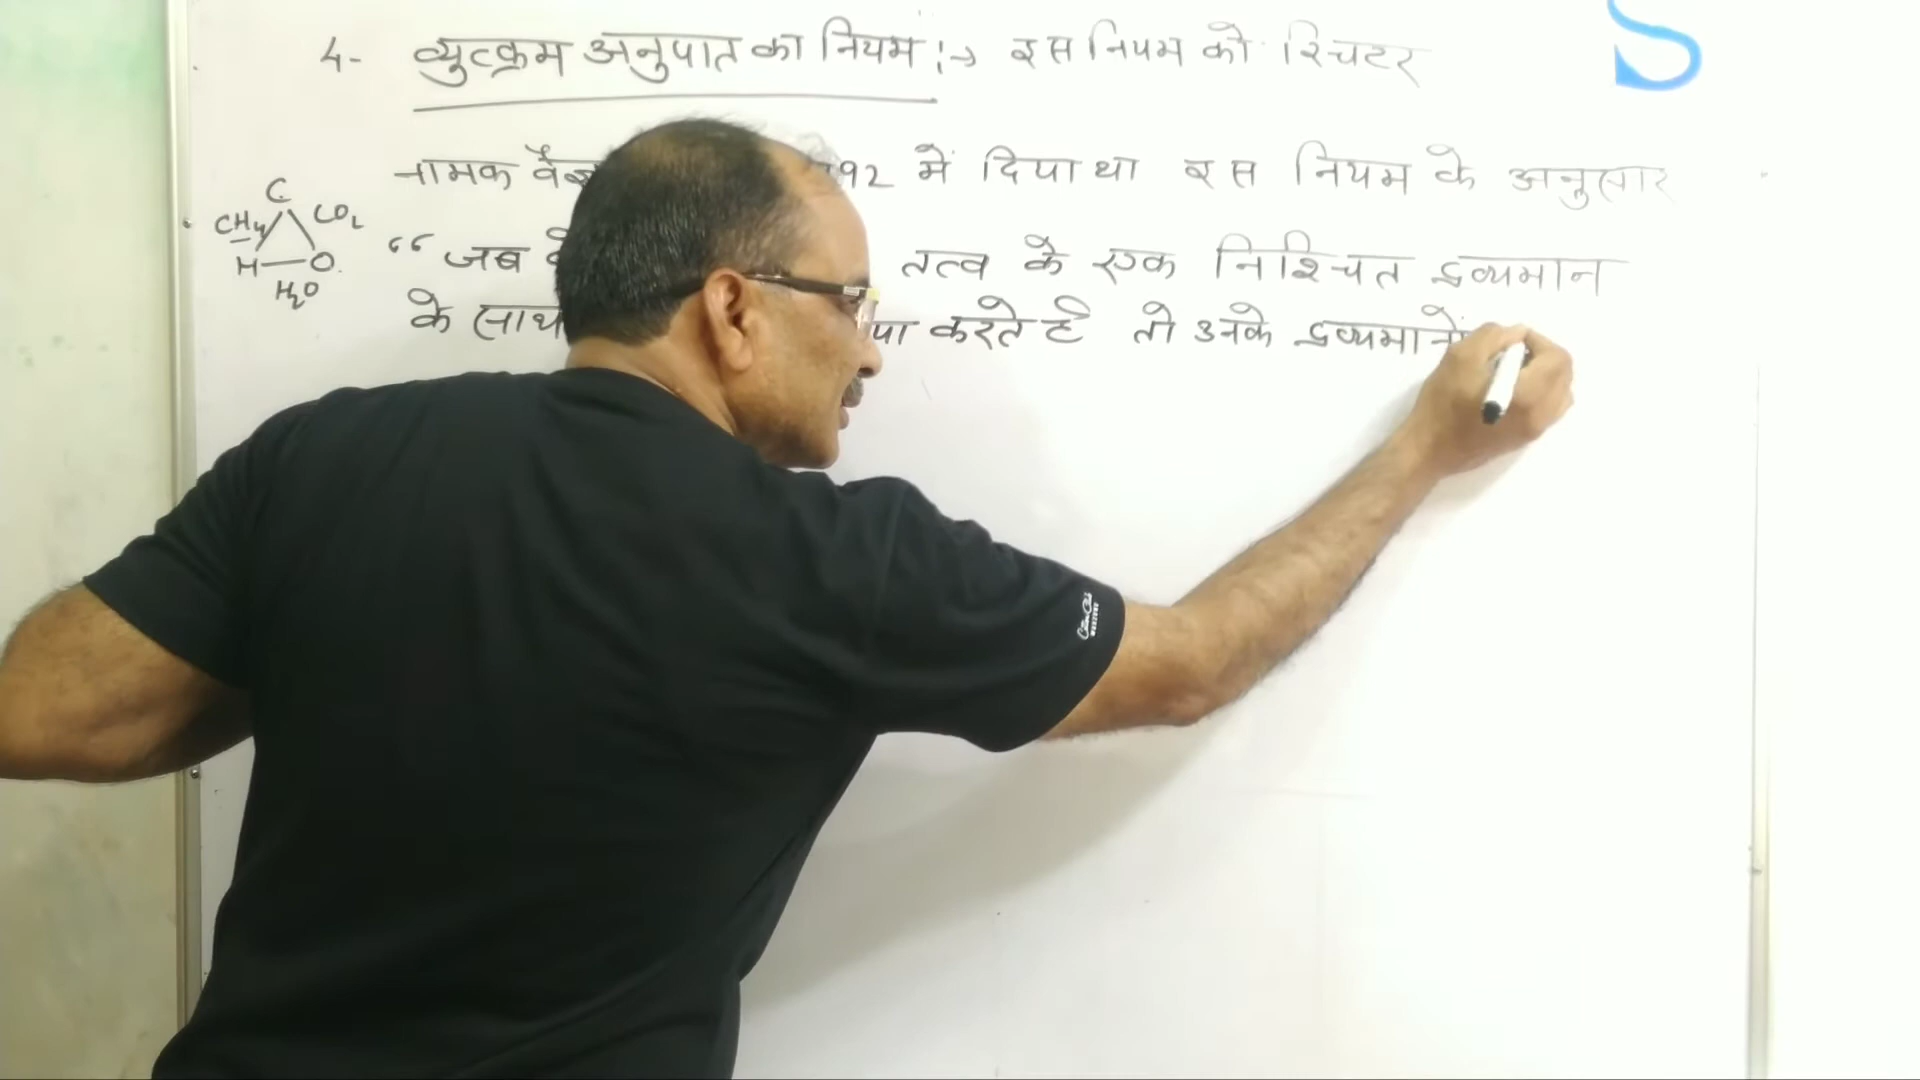 4- व्युत्क्रम अनुपात का नियम :→ इस नियम को रिचटर
नामक 92 में दिया था इस नियम के अनुसार
“ जब तत्व के एक निश्चित द्रव्यमान
के साथ करते है तो उनके द्रव्यमानों
C
CH4 CO2
H—O
H2O
S